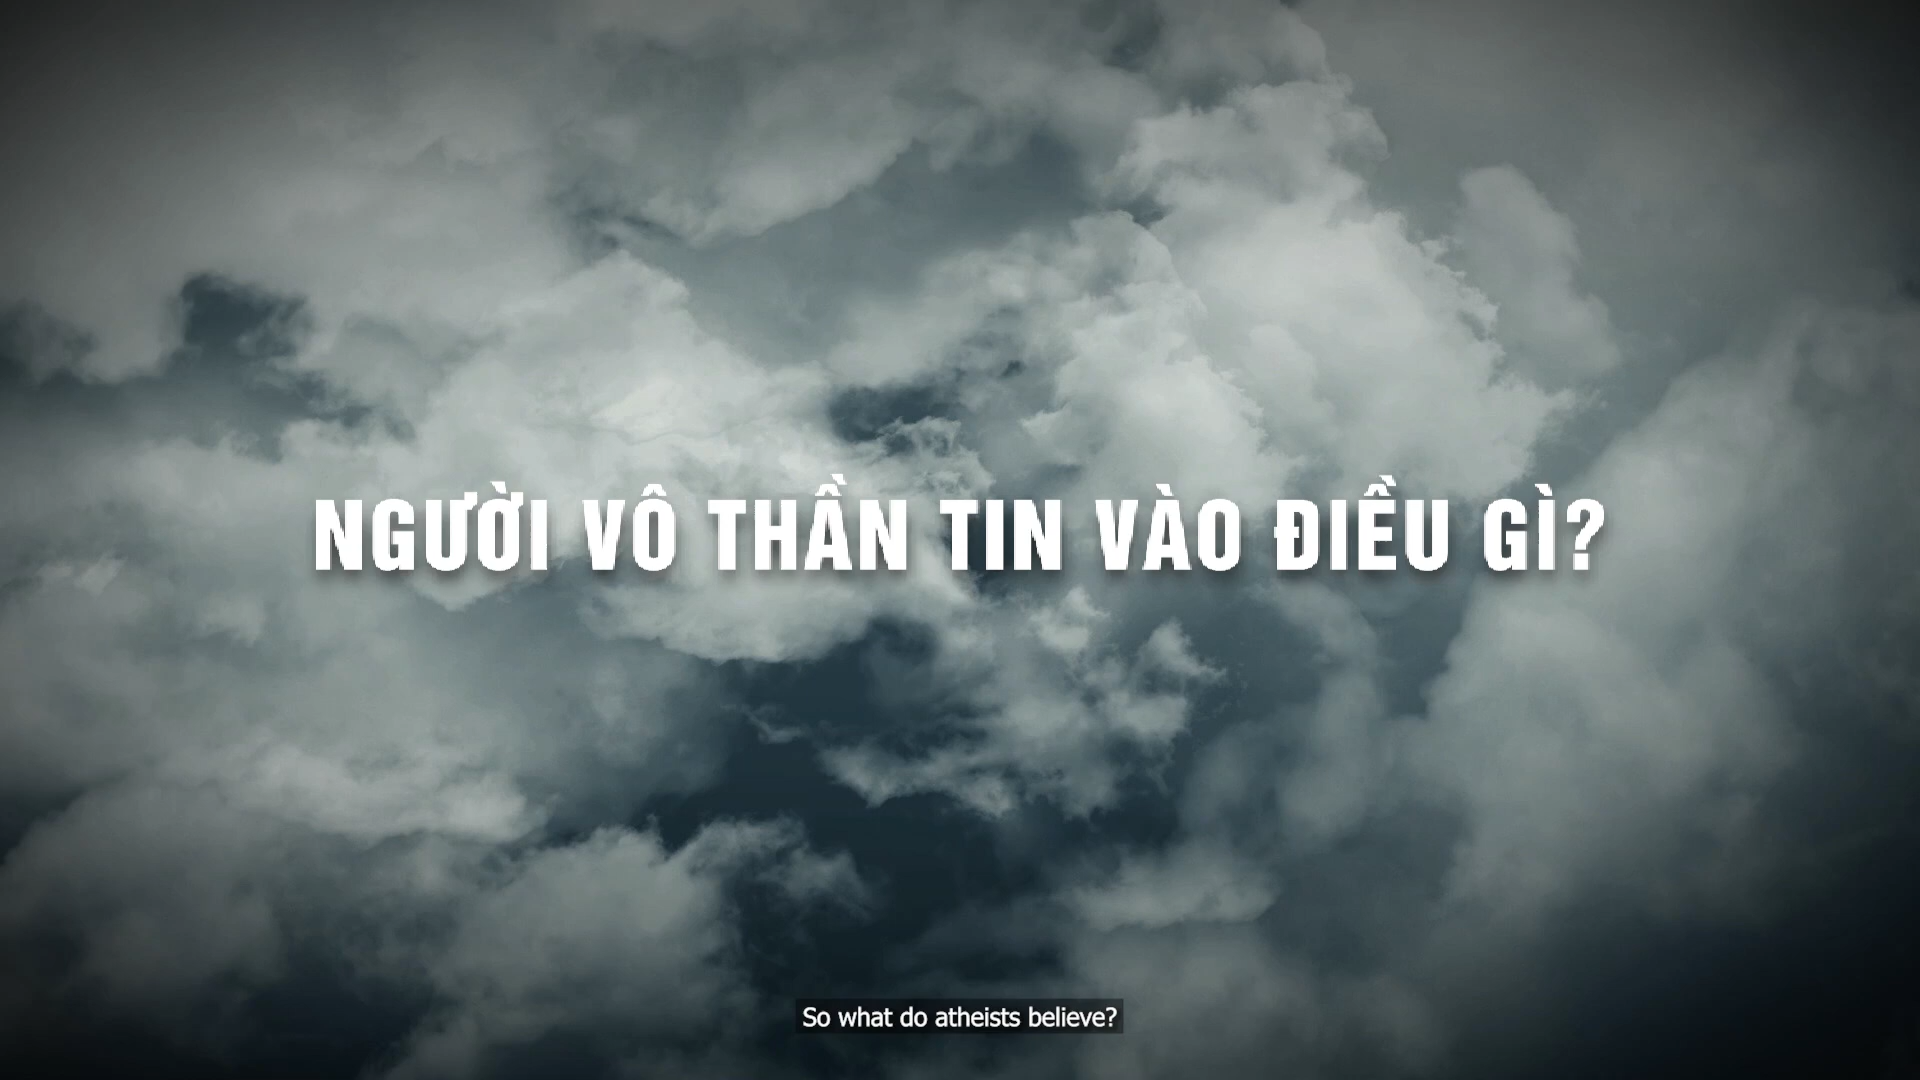 NGƯỜI VÔ THẦN TIN VÀO ĐIỀU GÌ?
So what do atheists believe?